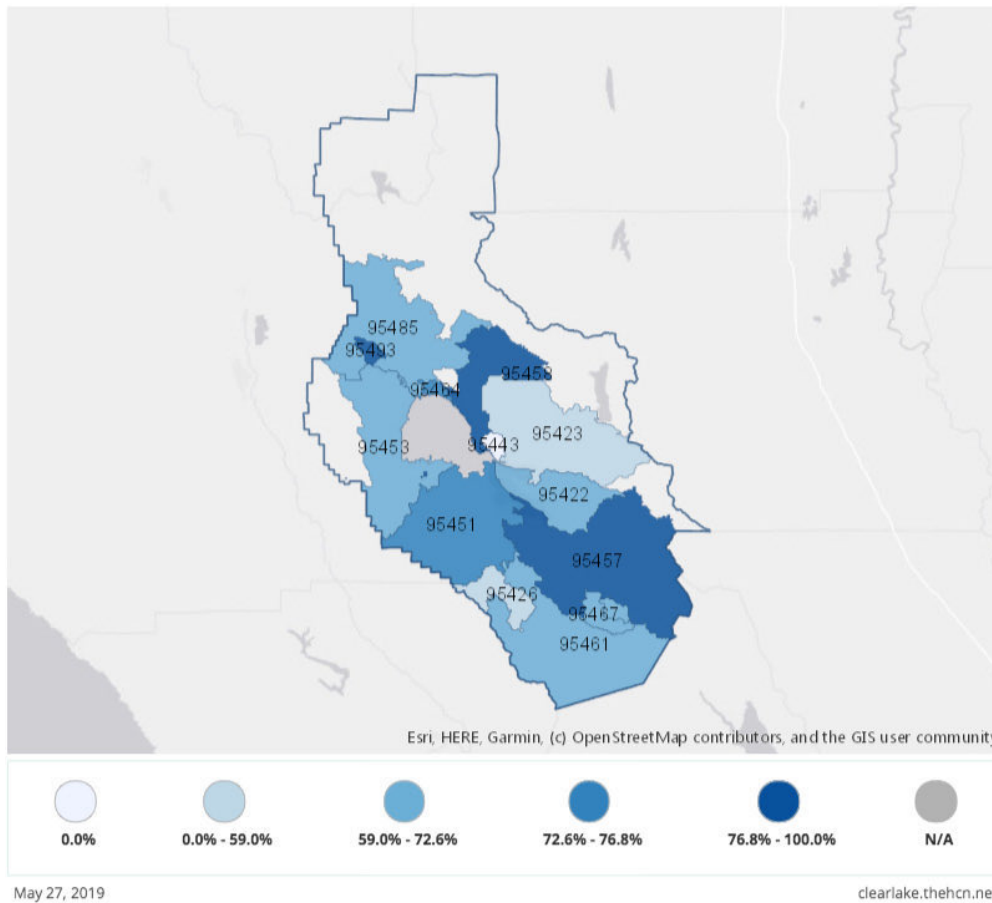 95485
95493
95458
95464
95423
95453
95443
95422
95451
95457
95426
95467
95461
Esri, HERE, Garmin, (c) OpenStreetMap contributors, and the GIS user community
0.0%
0.0% - 59.0%
59.0% - 72.6%
72.6% - 76.8%
76.8% - 100.0%
N/A
May 27, 2019
clearlake.thehcn.ne